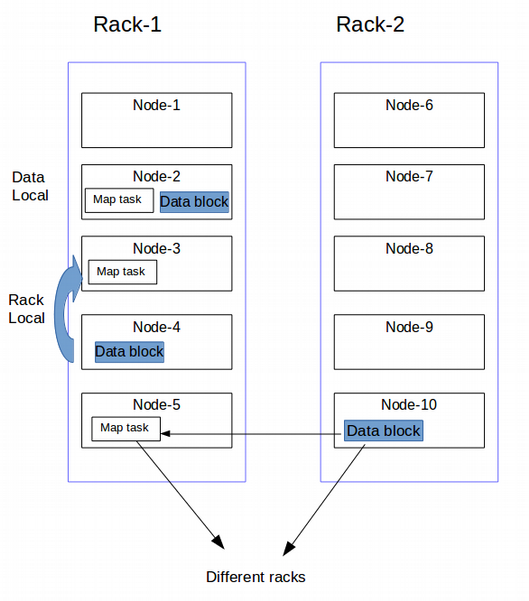 Rack-1
Rack-2
Node-1
Node-6
Data
Local
Node-2
Map task
Data block
Node-7
Node-3
Map task
Node-8
Rack
Local
Node-4
Data block
Node-9
Node-5
Map task
Node-10
Data block
Different racks